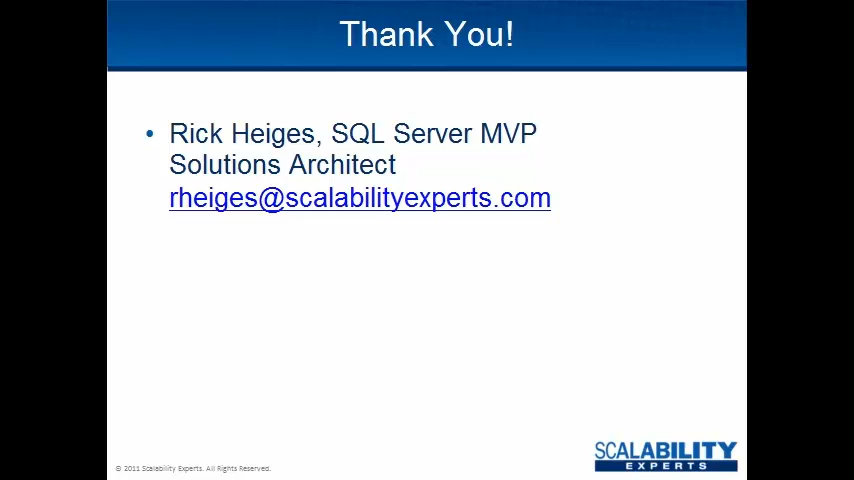 Thank You!
• Rick Heiges, SQL Server MVP
Solutions Architect
rheiges@scalabilityexperts.com
SCALABILITY
EXPERTS
© 2011 Scalability Experts. All Rights Reserved.